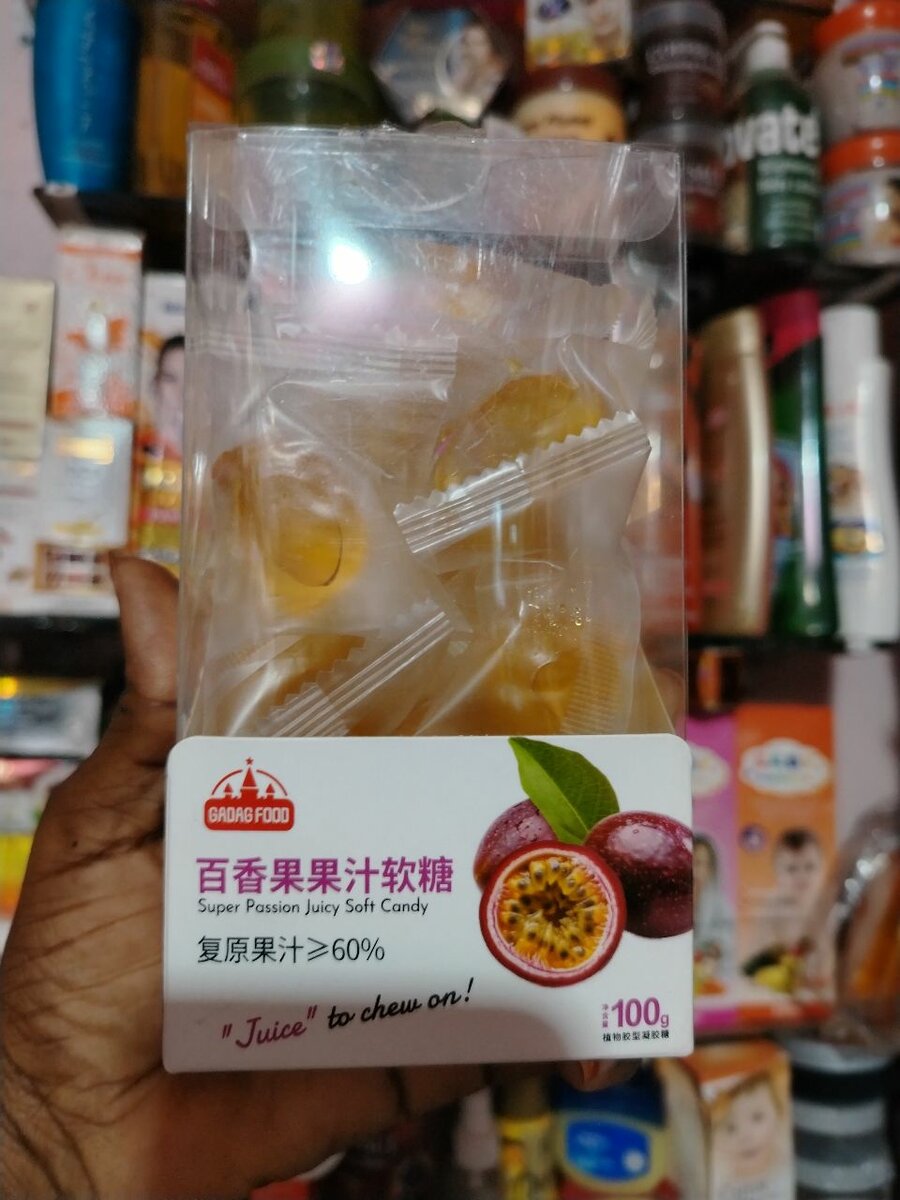 GADAG FOOD
百香果果汁软糖
Super Passion Juicy Soft Candy
复原果汁≥60%
"Juice" to chew on!
净含量 100g
植物胶型凝胶糖
vate